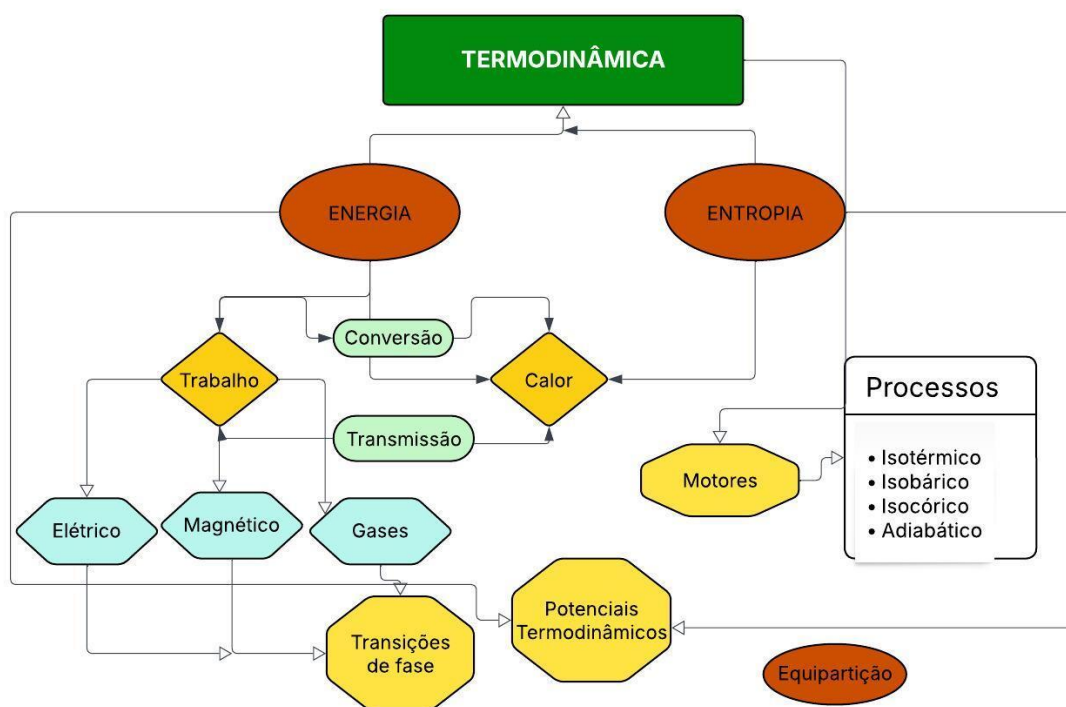 TERMODINÂMICA
ENERGIA
ENTROPIA
Conversão
Trabalho
Calor
Transmissão
Processos
• Isotérmico
• Isobárico
• Isocórico
• Adiabático
Motores
Elétrico
Magnético
Gases
Transições
de fase
Potenciais
Termodinâmicos
Equipartição